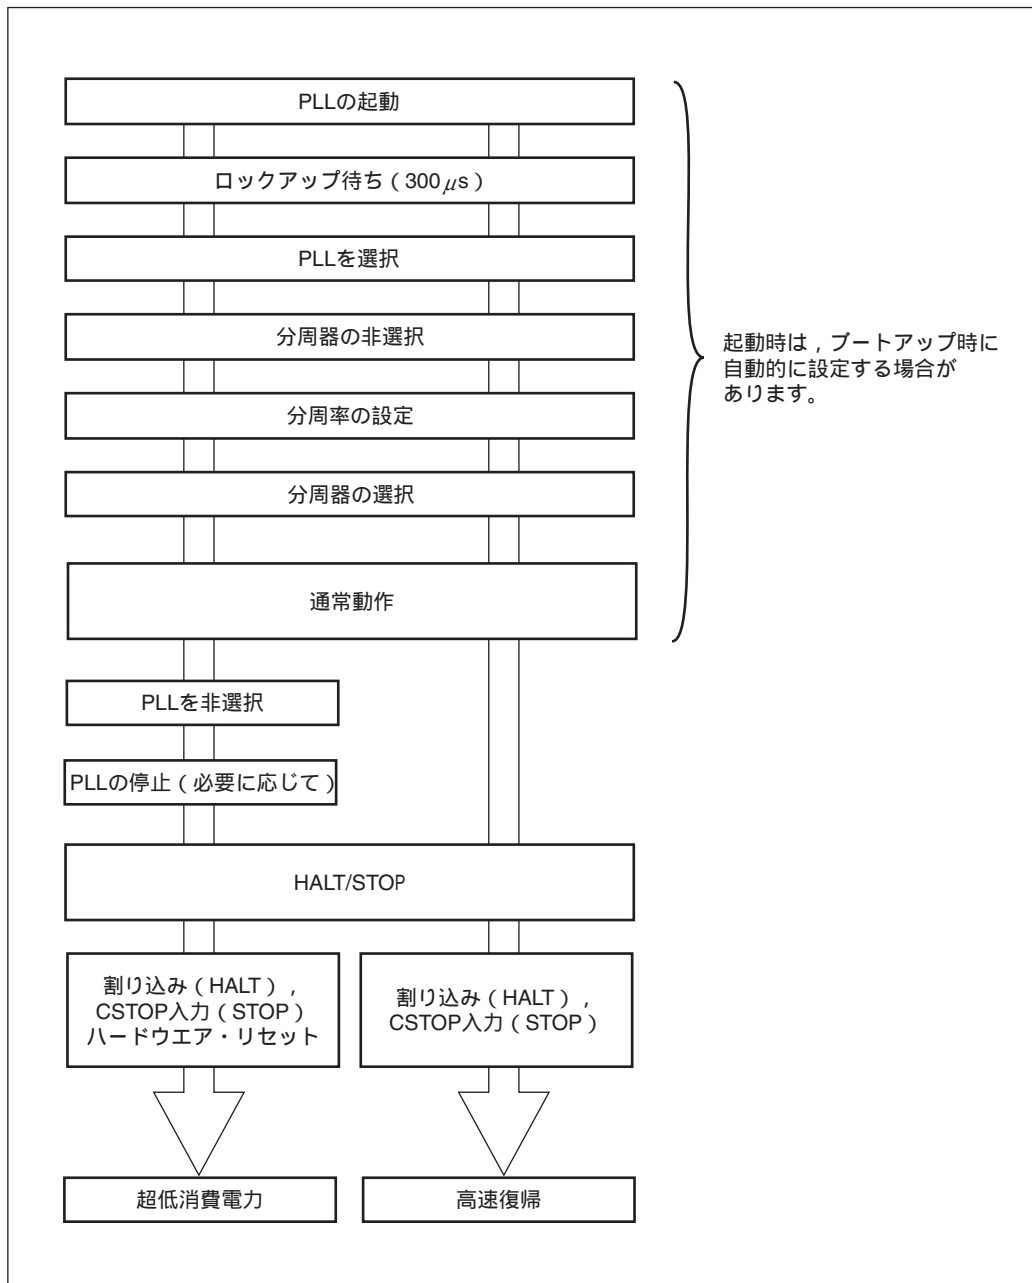 PLLの起動
ロックアップ待ち（300μs）
PLLを選択
分周器の非選択
分周率の設定
分周器の選択
通常動作
起動時は，ブートアップ時に
自動的に設定する場合が
あります。
PLLを非選択
PLLの停止（必要に応じて）
HALT/STOP
割り込み（HALT），
CSTOP入力（STOP）
ハードウエア・リセット
割り込み（HALT），
CSTOP入力（STOP）
超低消費電力
高速復帰